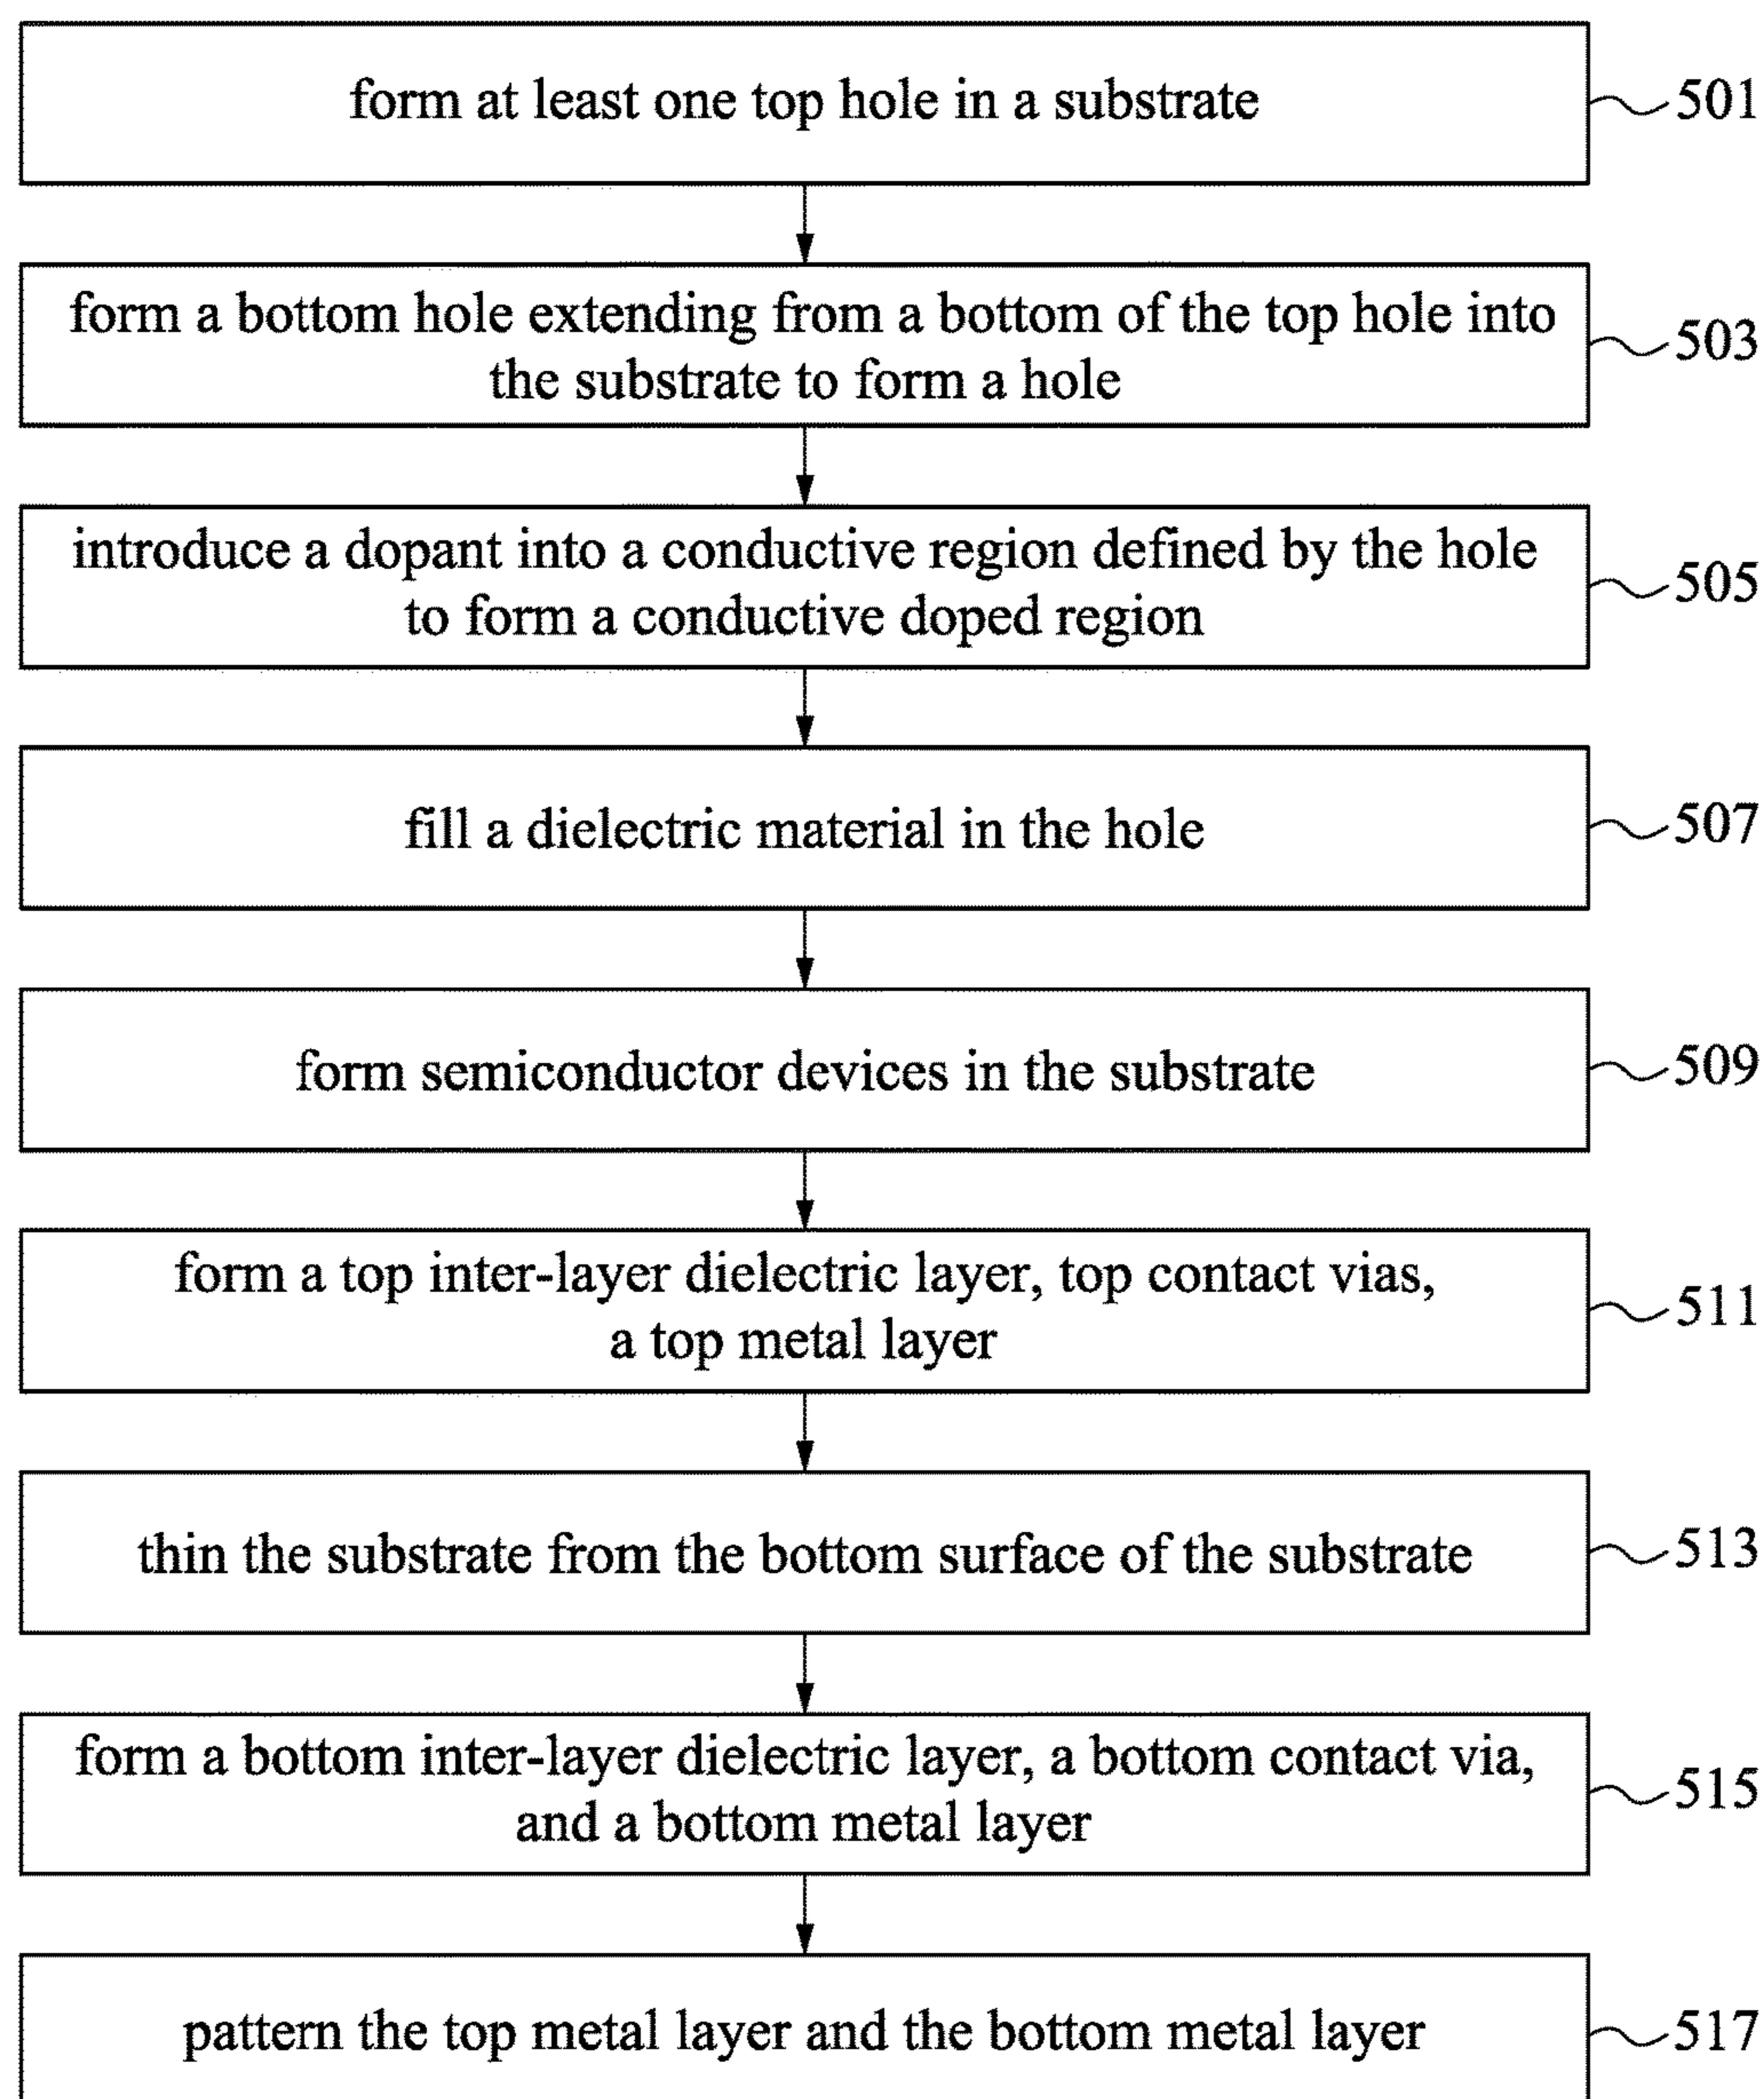 form at least one top hole in a substrate
501
form a bottom hole extending from a bottom of the top hole into
the substrate to form a hole
503
introduce a dopant into a conductive region defined by the hole
to form a conductive doped region
505
fill a dielectric material in the hole
507
form semiconductor devices in the substrate
509
form a top inter-layer dielectric layer, top contact vias,
a top metal layer
511
thin the substrate from the bottom surface of the substrate
513
form a bottom inter-layer dielectric layer, a bottom contact via,
and a bottom metal layer
515
pattern the top metal layer and the bottom metal layer
517